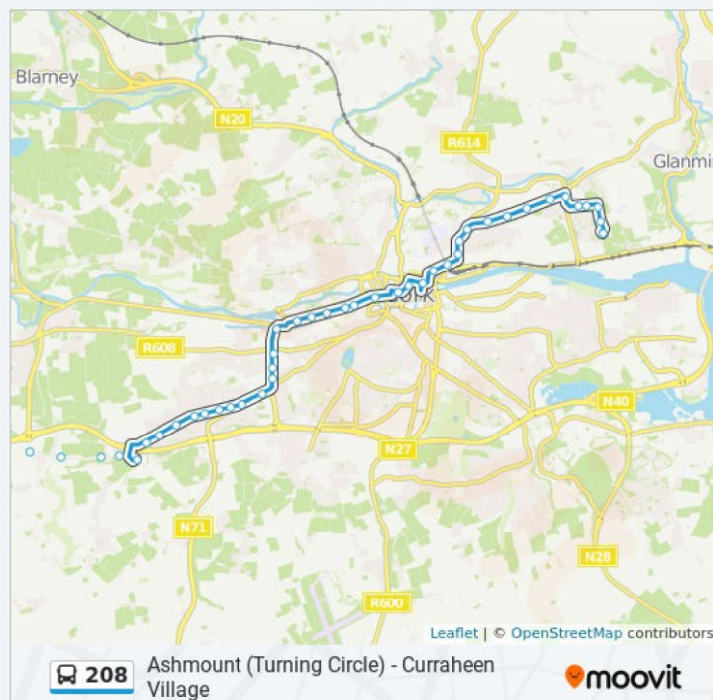 Blarney
N20
R614
Glanmi
R608
N40
N27
N71
N28
R600
Leaflet | © OpenStreetMap contributors
208
Ashmount (Turning Circle) - Curraheen
Village
moovit